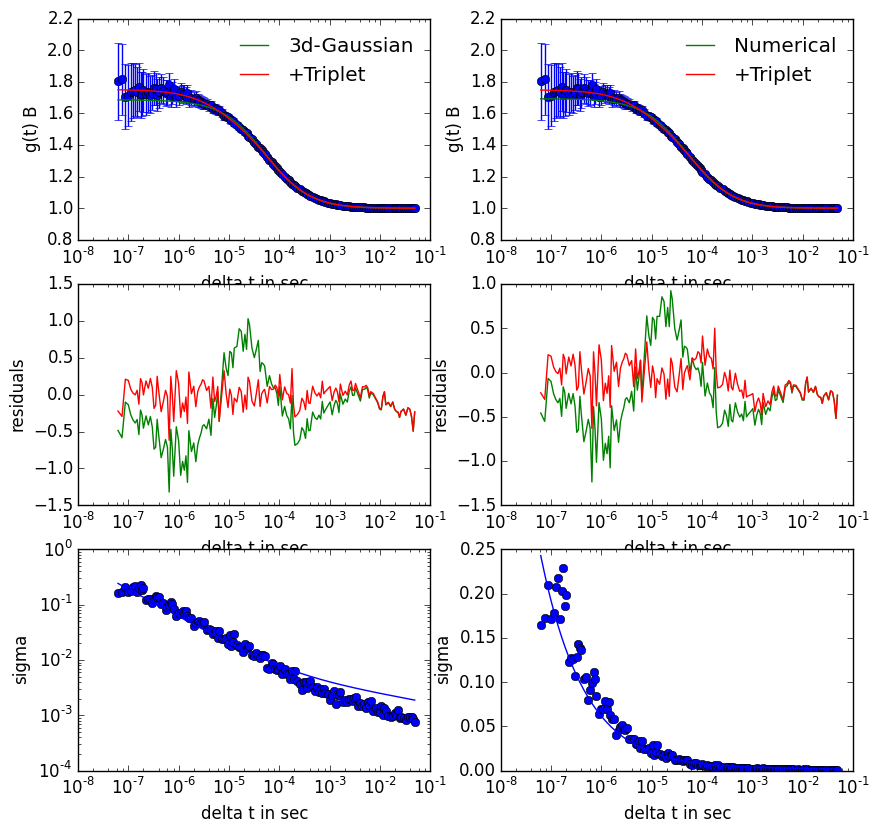 2.2
2.0
1.8
1.6
1.4
1.2
1.0
0.8
g(t) B
3d-Gaussian
+Triplet
10⁻⁸ 10⁻⁷ 10⁻⁶ 10⁻⁵ 10⁻⁴ 10⁻³ 10⁻² 10⁻¹
delta t in sec
2.2
2.0
1.8
1.6
1.4
1.2
1.0
0.8
g(t) B
Numerical
+Triplet
10⁻⁸ 10⁻⁷ 10⁻⁶ 10⁻⁵ 10⁻⁴ 10⁻³ 10⁻² 10⁻¹
delta t in sec
1.5
1.0
0.5
0.0
−0.5
−1.0
−1.5
residuals
10⁻⁸ 10⁻⁷ 10⁻⁶ 10⁻⁵ 10⁻⁴ 10⁻³ 10⁻² 10⁻¹
delta t in sec
1.0
0.5
0.0
−0.5
−1.0
−1.5
residuals
10⁻⁸ 10⁻⁷ 10⁻⁶ 10⁻⁵ 10⁻⁴ 10⁻³ 10⁻² 10⁻¹
delta t in sec
10⁰
10⁻¹
10⁻²
10⁻³
10⁻⁴
sigma
10⁻⁸ 10⁻⁷ 10⁻⁶ 10⁻⁵ 10⁻⁴ 10⁻³ 10⁻² 10⁻¹
delta t in sec
0.25
0.20
0.15
0.10
0.05
0.00
sigma
10⁻⁸ 10⁻⁷ 10⁻⁶ 10⁻⁵ 10⁻⁴ 10⁻³ 10⁻² 10⁻¹
delta t in sec